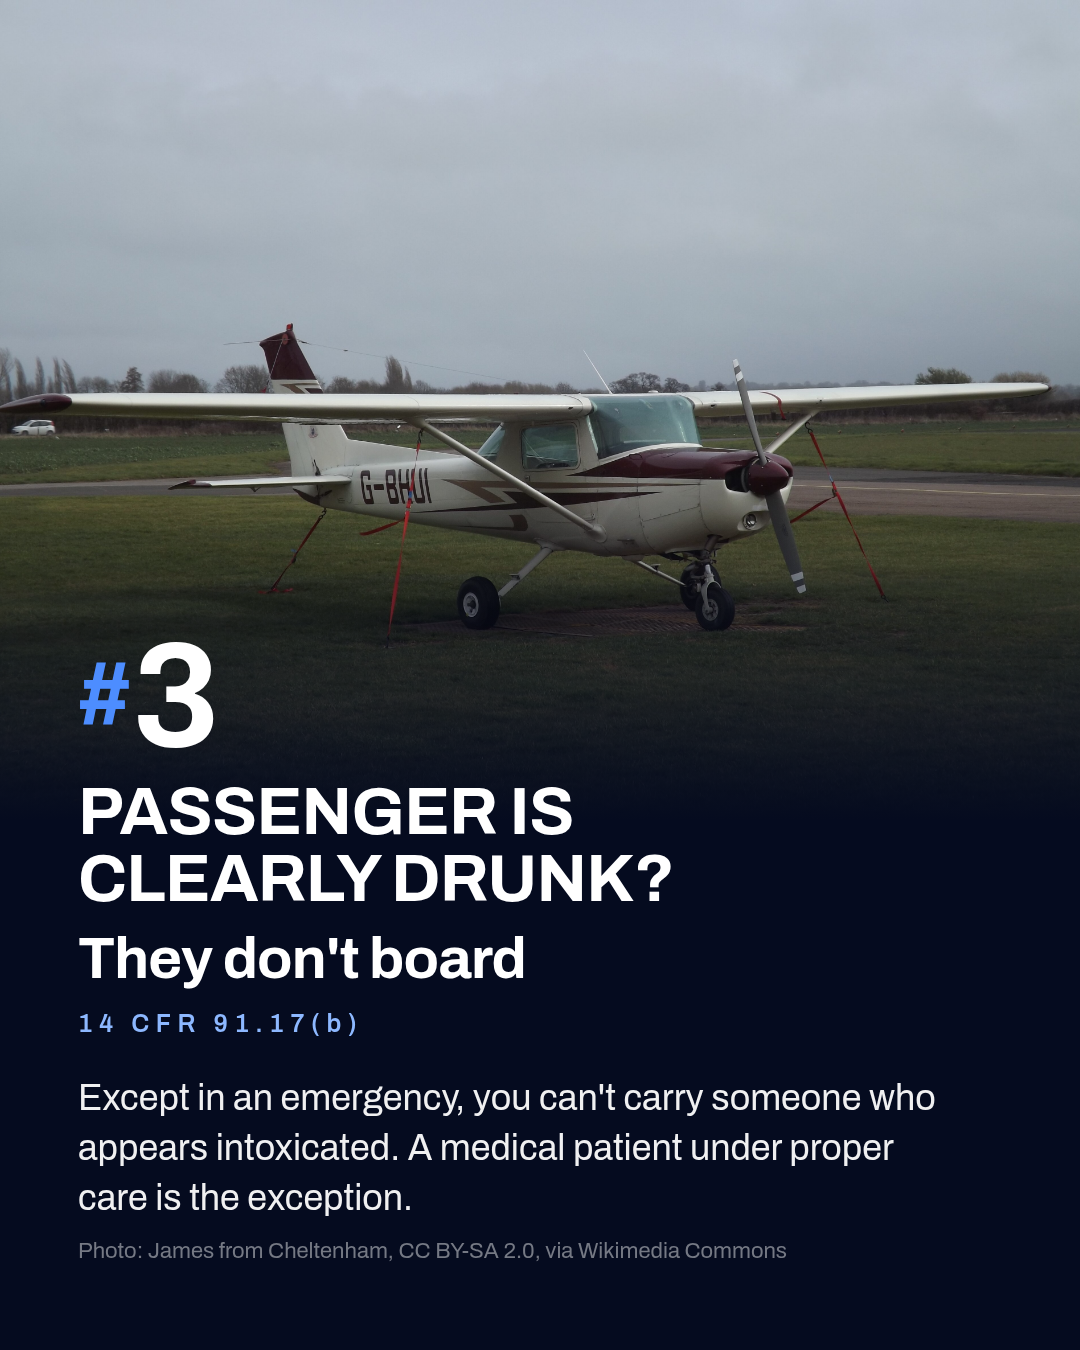 G-BHUI
#3
PASSENGER IS
CLEARLY DRUNK?
They don't board
14 CFR 91.17(b)
Except in an emergency, you can't carry someone who
appears intoxicated. A medical patient under proper
care is the exception.
Photo: James from Cheltenham, CC BY-SA 2.0, via Wikimedia Commons